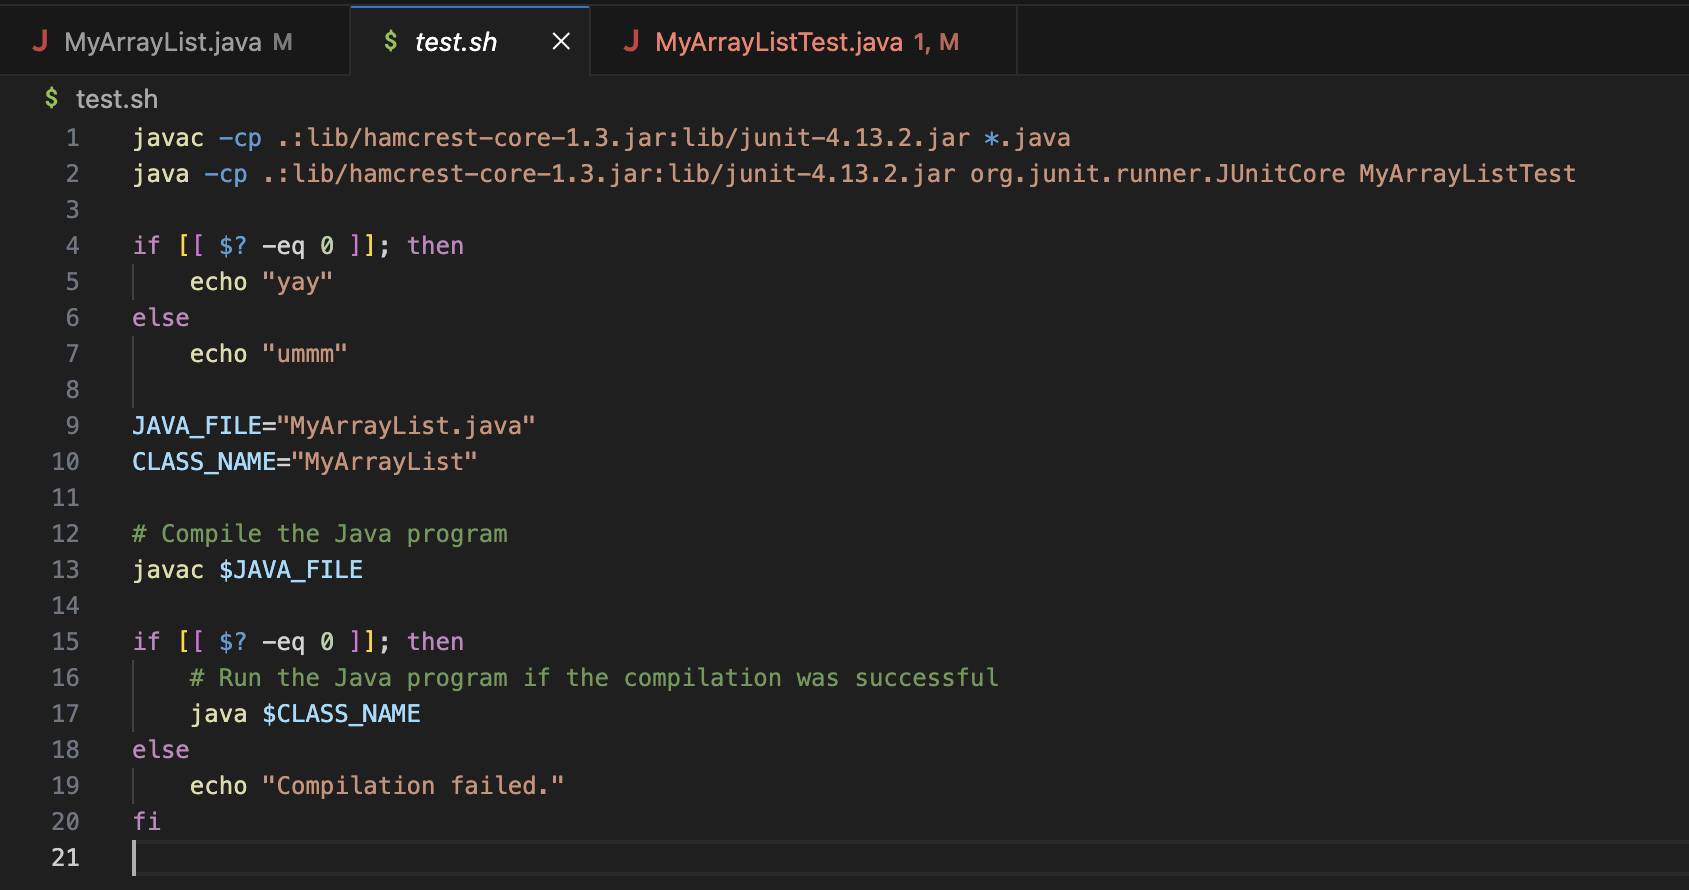 MyArrayList.java M
$ test.sh
MyArrayListTest.java 1, M
$ test.sh
1 javac -cp .:lib/hamcrest-core-1.3.jar:lib/junit-4.13.2.jar *.java
2 java -cp .:lib/hamcrest-core-1.3.jar:lib/junit-4.13.2.jar org.junit.runner.JUnitCore MyArrayListTest
3
4 if [[ $? -eq 0 ]]; then
5     echo "yay"
6 else
7     echo "ummm"
8
9 JAVA_FILE="MyArrayList.java"
10 CLASS_NAME="MyArrayList"
11
12 # Compile the Java program
13 javac $JAVA_FILE
14
15 if [[ $? -eq 0 ]]; then
16     # Run the Java program if the compilation was successful
17     java $CLASS_NAME
18 else
19     echo "Compilation failed."
20 fi
21